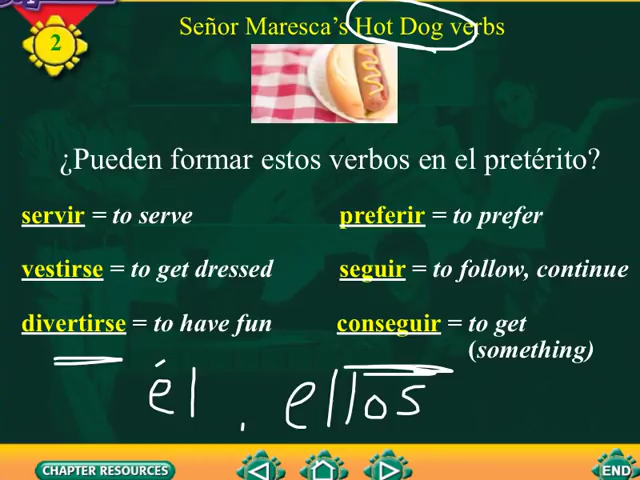 Señor Maresca's Hot Dog verbs
2
¿Pueden formar estos verbos en el pretérito?
servir = to serve
preferir = to prefer
vestirse = to get dressed
seguir = to follow, continue
divertirse = to have fun
conseguir = to get
(something)
él , ellos
CHAPTER RESOURCES
END